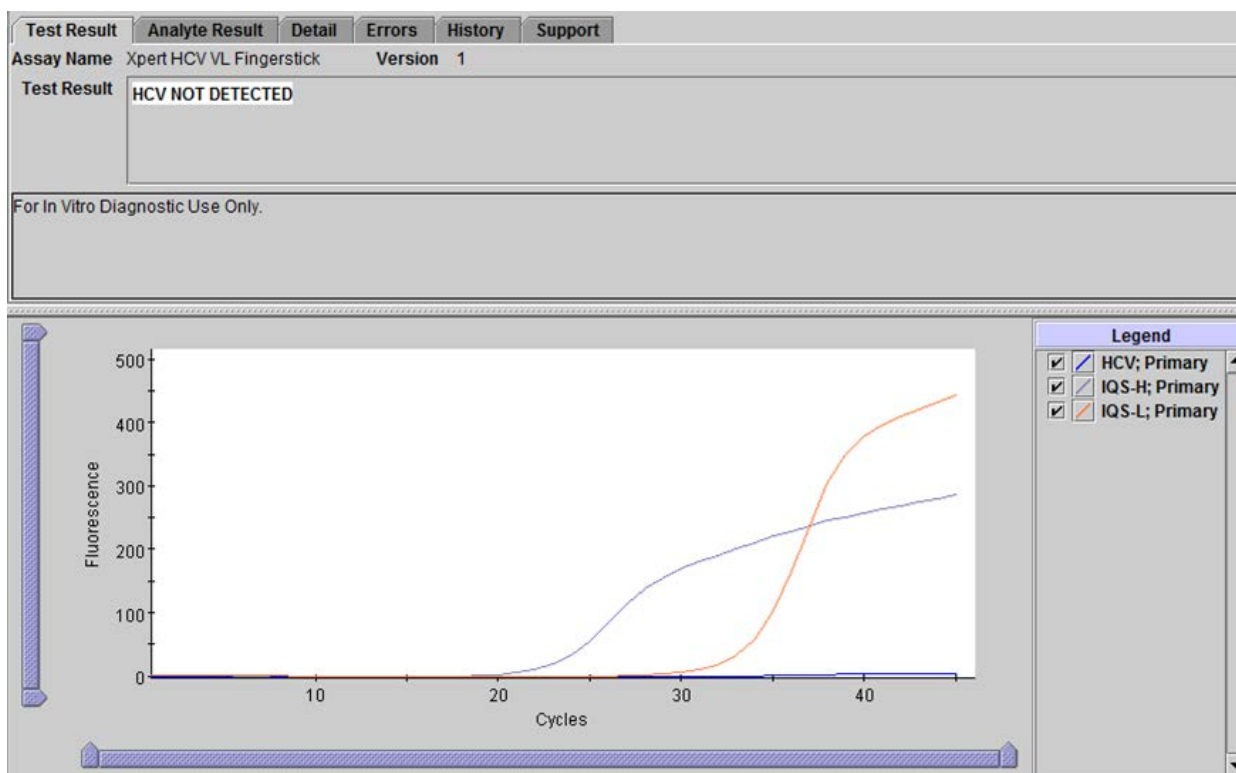 Test Result Analyte Result Detail Errors History Support
Assay Name Xpert HCV VL Fingerstick Version 1
Test Result HCV NOT DETECTED
For In Vitro Diagnostic Use Only.
Legend
HCV; Primary
IQS-H; Primary
IQS-L; Primary
500
400
300
200
100
0
Fluorescence
10 20 30 40
Cycles